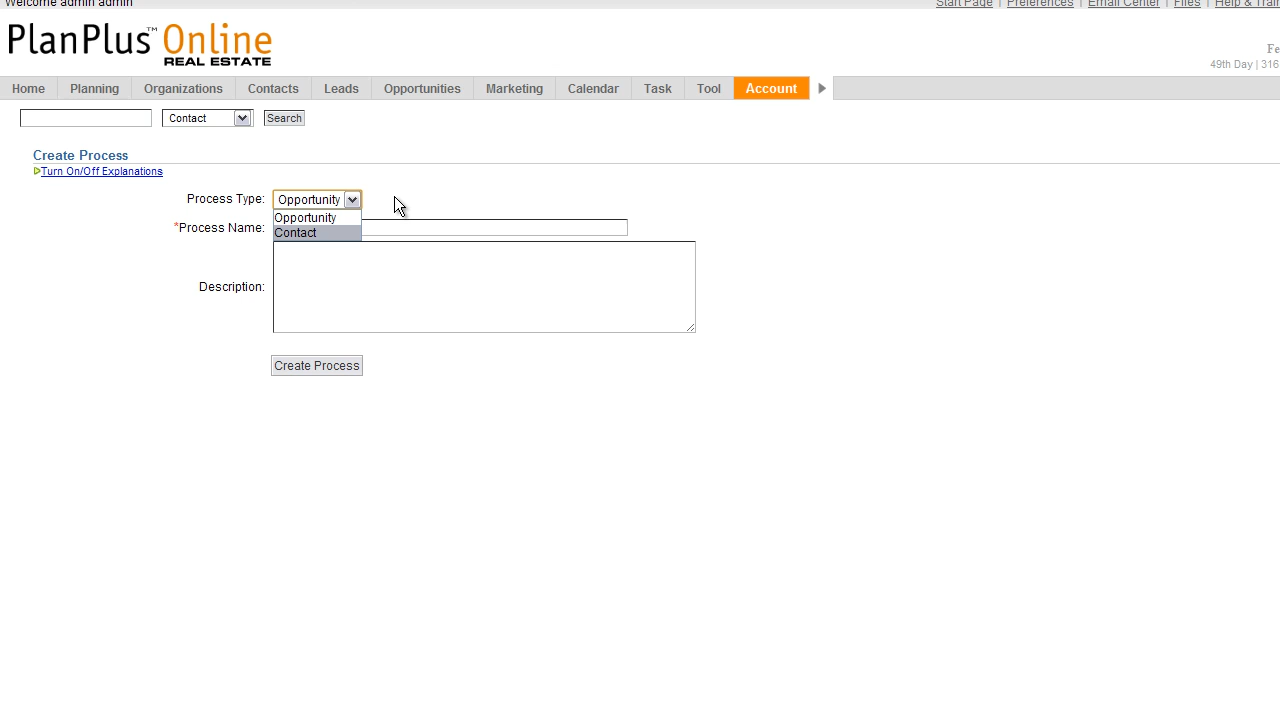 Welcome admin admin
Start Page | Preferences | Email Center | Files | Help &
PlanPlus™ Online
REAL ESTATE
Fe
49th Day | 316
Home Planning Organizations Contacts Leads Opportunities Marketing Calendar Task Tool Account
Contact Search
Create Process
Turn On/Off Explanations
Process Type: Opportunity
Opportunity
*Process Name:
Contact
Description:
Create Process